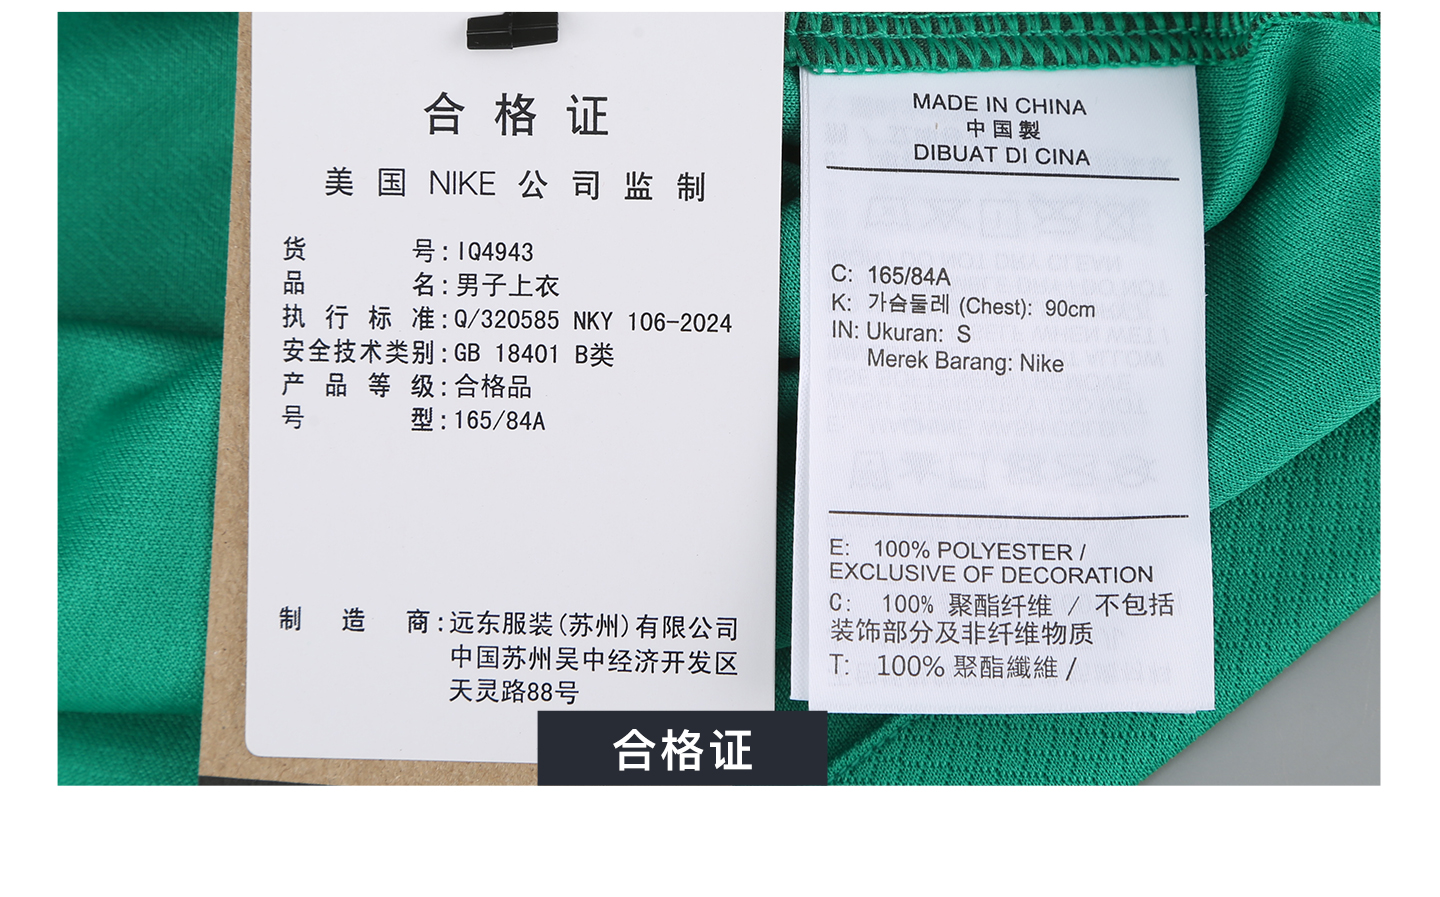 合格证
美国 NIKE 公司监制
货号:IQ4943
品名:男子上衣
执行标准:Q/320585 NKY 106-2024
安全技术类别:GB 18401 B类
产品等级:合格品
号型:165/84A
制造商:远东服装(苏州)有限公司
中国苏州吴中经济开发区
天灵路88号
MADE IN CHINA
中国製
DIBUAT DI CINA
C: 165/84A
K: 가슴둘레 (Chest): 90cm
IN: Ukuran: S
Merek Barang: Nike
E: 100% POLYESTER /
EXCLUSIVE OF DECORATION
C: 100% 聚酯纤维 / 不包括
装饰部分及非纤维物质
T: 100% 聚酯纖維 /
合格证